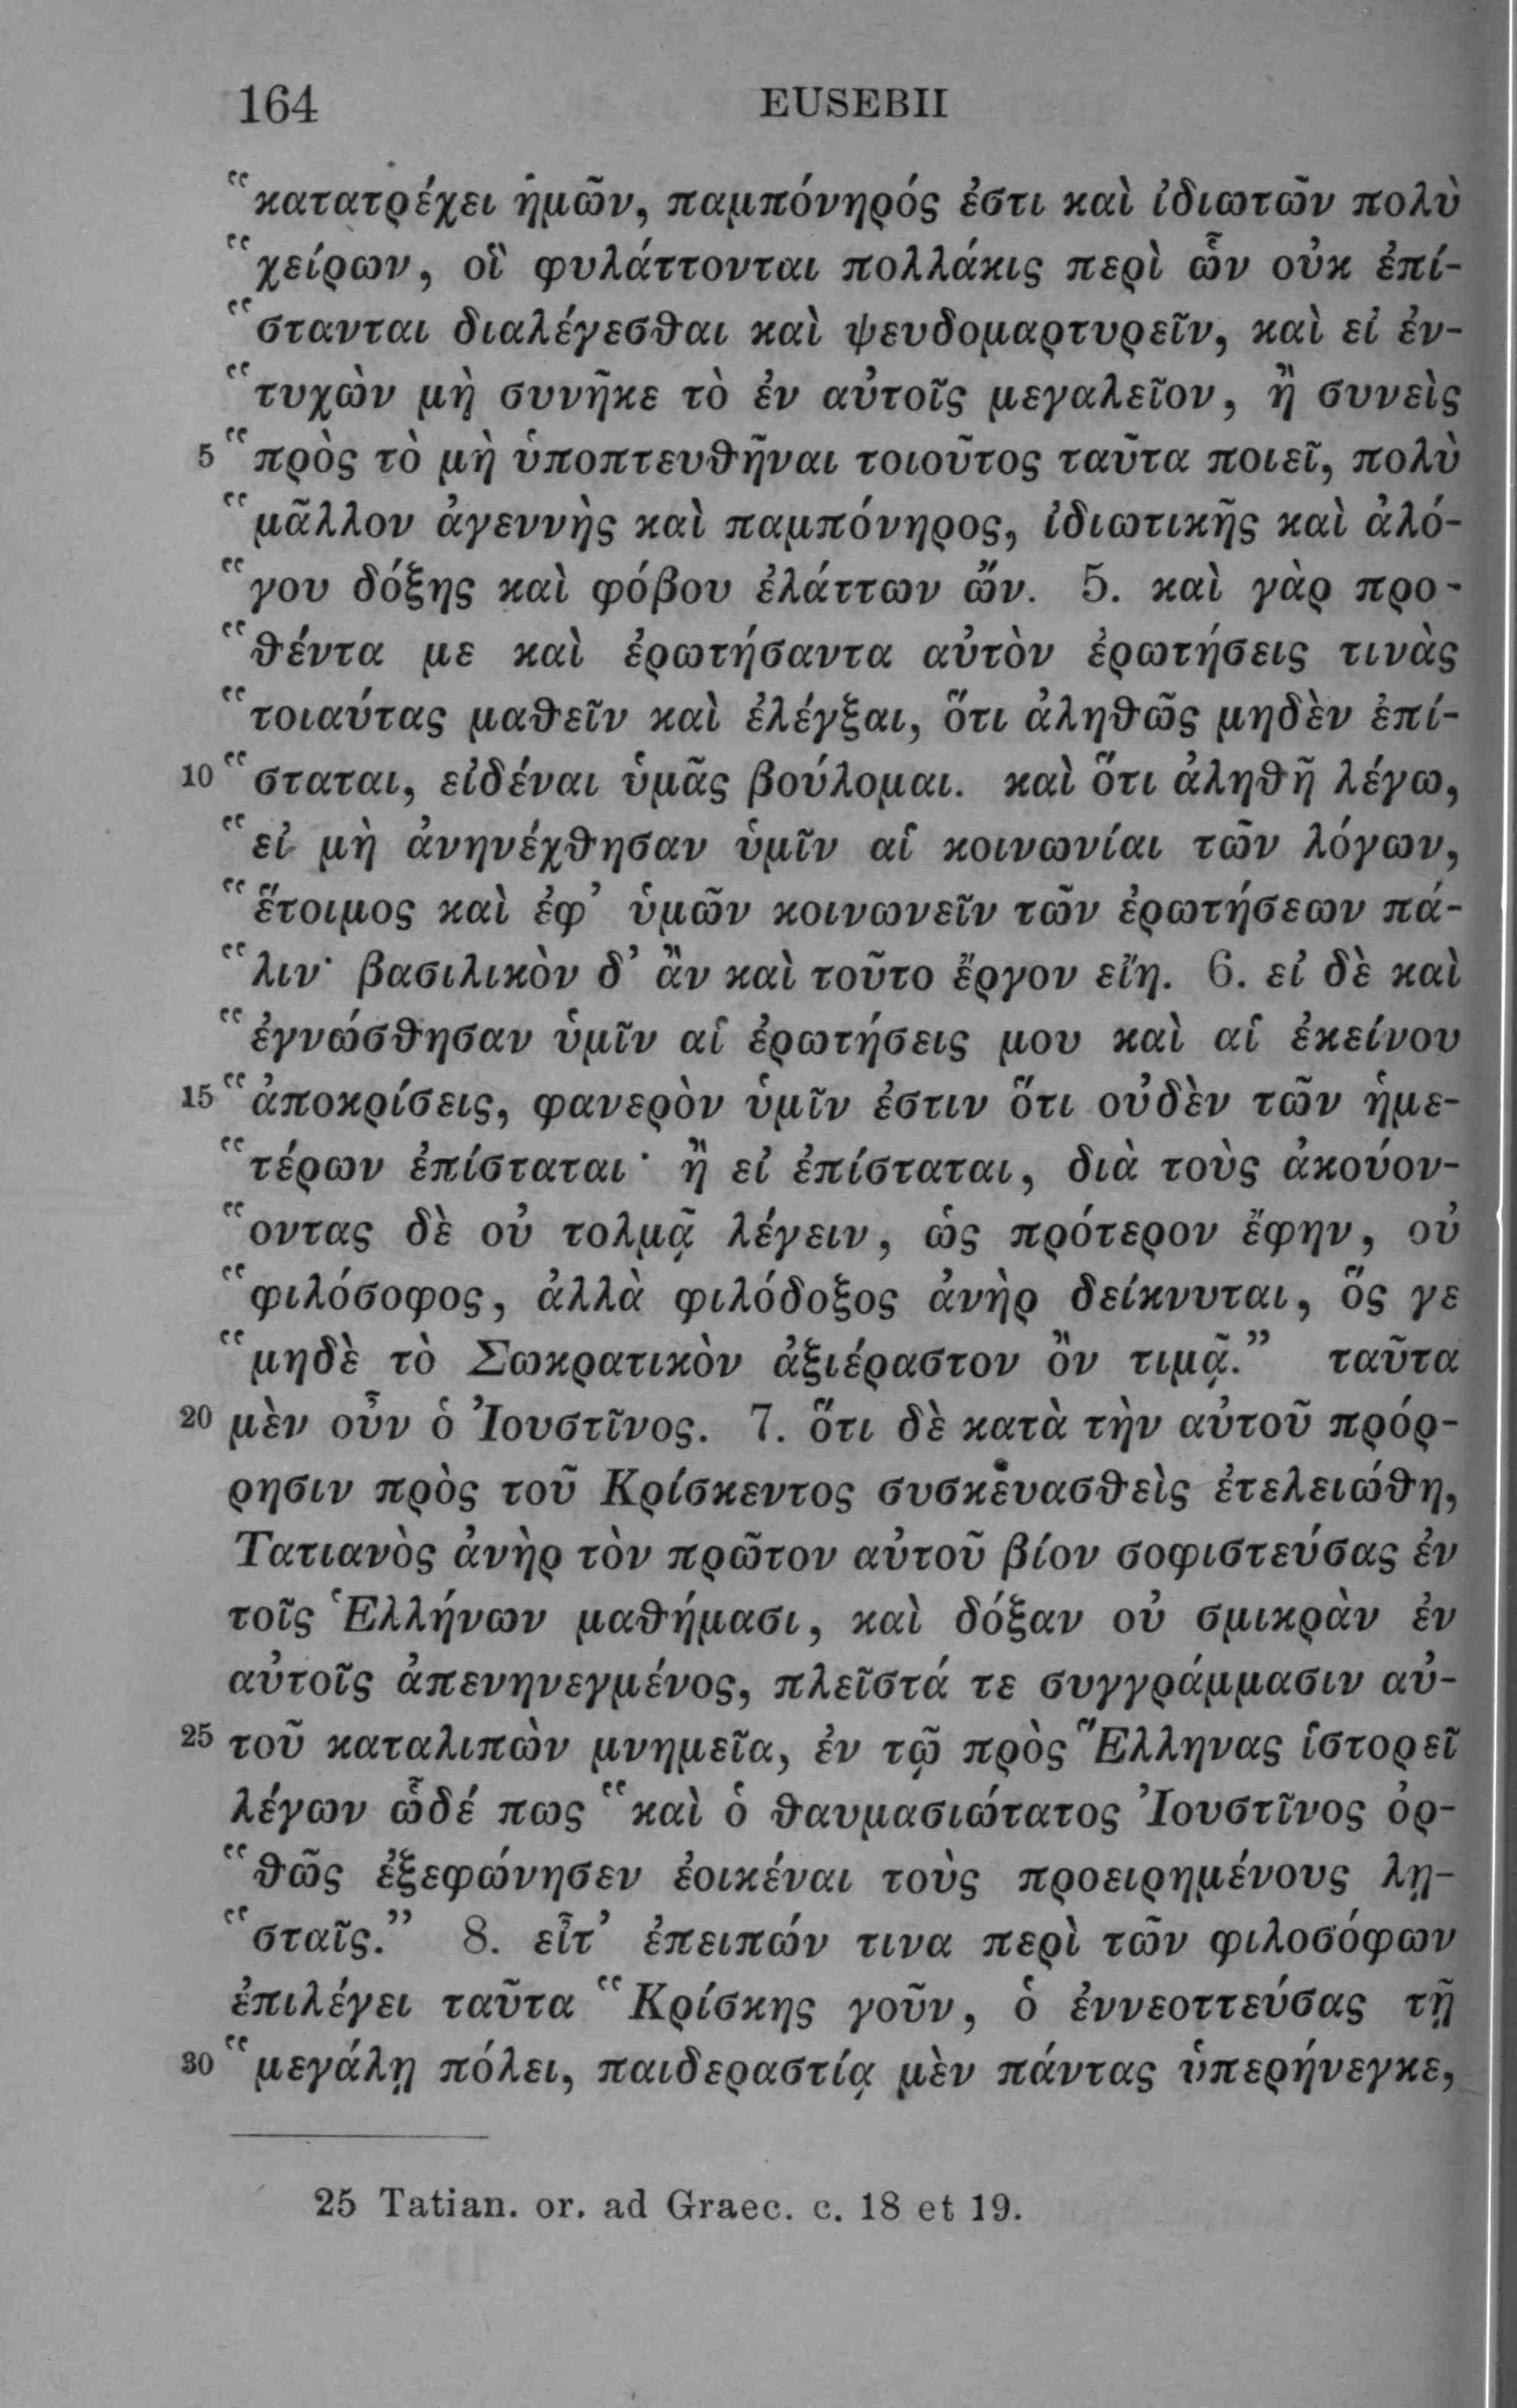 164 EUSEBII
“κατατρέχει ἡμῶν, παμπόνηρός ἐστι καὶ ἰδιωτῶν πολὺ
“χείρων, οἳ φυλάττονται πολλάκις περὶ ὧν οὐκ ἐπί-
“στανται διαλέγεσθαι καὶ ψευδομαρτυρεῖν, καὶ εἰ ἐν-
“τυχὼν μὴ συνῆκε τὸ ἐν αὐτοῖς μεγαλεῖον, ἢ συνεὶς
5 “πρὸς τὸ μὴ ὑποπτευθῆναι τοιοῦτος ταῦτα ποιεῖ, πολὺ
“μᾶλλον ἀγεννὴς καὶ παμπόνηρος, ἰδιωτικῆς καὶ ἀλό-
“γου δόξης καὶ φόβου ἐλάττων ὤν. 5. καὶ γὰρ προ-
“θέντα με καὶ ἐρωτήσαντα αὐτὸν ἐρωτήσεις τινὰς
“τοιαύτας μαθεῖν καὶ ἐλέγξαι, ὅτι ἀληθῶς μηδὲν ἐπί-
10 “σταται, εἰδέναι ὑμᾶς βούλομαι. καὶ ὅτι ἀληθῆ λέγω,
“εἰ μὴ ἀνηνέχθησαν ὑμῖν αἱ κοινωνίαι τῶν λόγων,
“ἕτοιμος καὶ ἐφ’ ὑμῶν κοινωνεῖν τῶν ἐρωτήσεων πά-
“λιν· βασιλικὸν δ’ ἂν καὶ τοῦτο ἔργον εἴη. 6. εἰ δὲ καὶ
“ἐγνώσθησαν ὑμῖν αἱ ἐρωτήσεις μου καὶ αἱ ἐκείνου
15 “ἀποκρίσεις, φανερὸν ὑμῖν ἐστιν ὅτι οὐδὲν τῶν ἡμε-
“τέρων ἐπίσταται· ἢ εἰ ἐπίσταται, διὰ τοὺς ἀκούον-
“οντας δὲ οὐ τολμᾷ λέγειν, ὡς πρότερον ἔφην, οὐ
“φιλόσοφος, ἀλλὰ φιλόδοξος ἀνὴρ δείκνυται, ὅς γε
“μηδὲ τὸ Σωκρατικὸν ἀξιέραστον ὂν τιμᾷ.” ταῦτα
20 μὲν οὖν ὁ Ἰουστῖνος. 7. ὅτι δὲ κατὰ τὴν αὐτοῦ πρόρ-
ρησιν πρὸς τοῦ Κρίσκεντος συσκευασθεὶς ἐτελειώθη,
Τατιανὸς ἀνὴρ τὸν πρῶτον αὐτοῦ βίον σοφιστεύσας ἐν
τοῖς Ἑλλήνων μαθήμασι, καὶ δόξαν οὐ σμικρὰν ἐν
αὐτοῖς ἀπενηνεγμένος, πλεῖστά τε συγγράμμασιν αὐ-
25 τοῦ καταλιπὼν μνημεῖα, ἐν τῷ πρὸς Ἕλληνας ἱστορεῖ
λέγων ὧδέ πως “καὶ ὁ θαυμασιώτατος Ἰουστῖνος ὀρ-
“θῶς ἐξεφώνησεν ἐοικέναι τοὺς προειρημένους λῃ-
“σταῖς.” 8. εἶτ’ ἐπειπών τινα περὶ τῶν φιλοσόφων
ἐπιλέγει ταῦτα “Κρίσκης γοῦν, ὁ ἐννεοττεύσας τῇ
30 “μεγάλῃ πόλει, παιδεραστίᾳ μὲν πάντας ὑπερήνεγκε,
25 Tatian. or. ad Graec. c. 18 et 19.